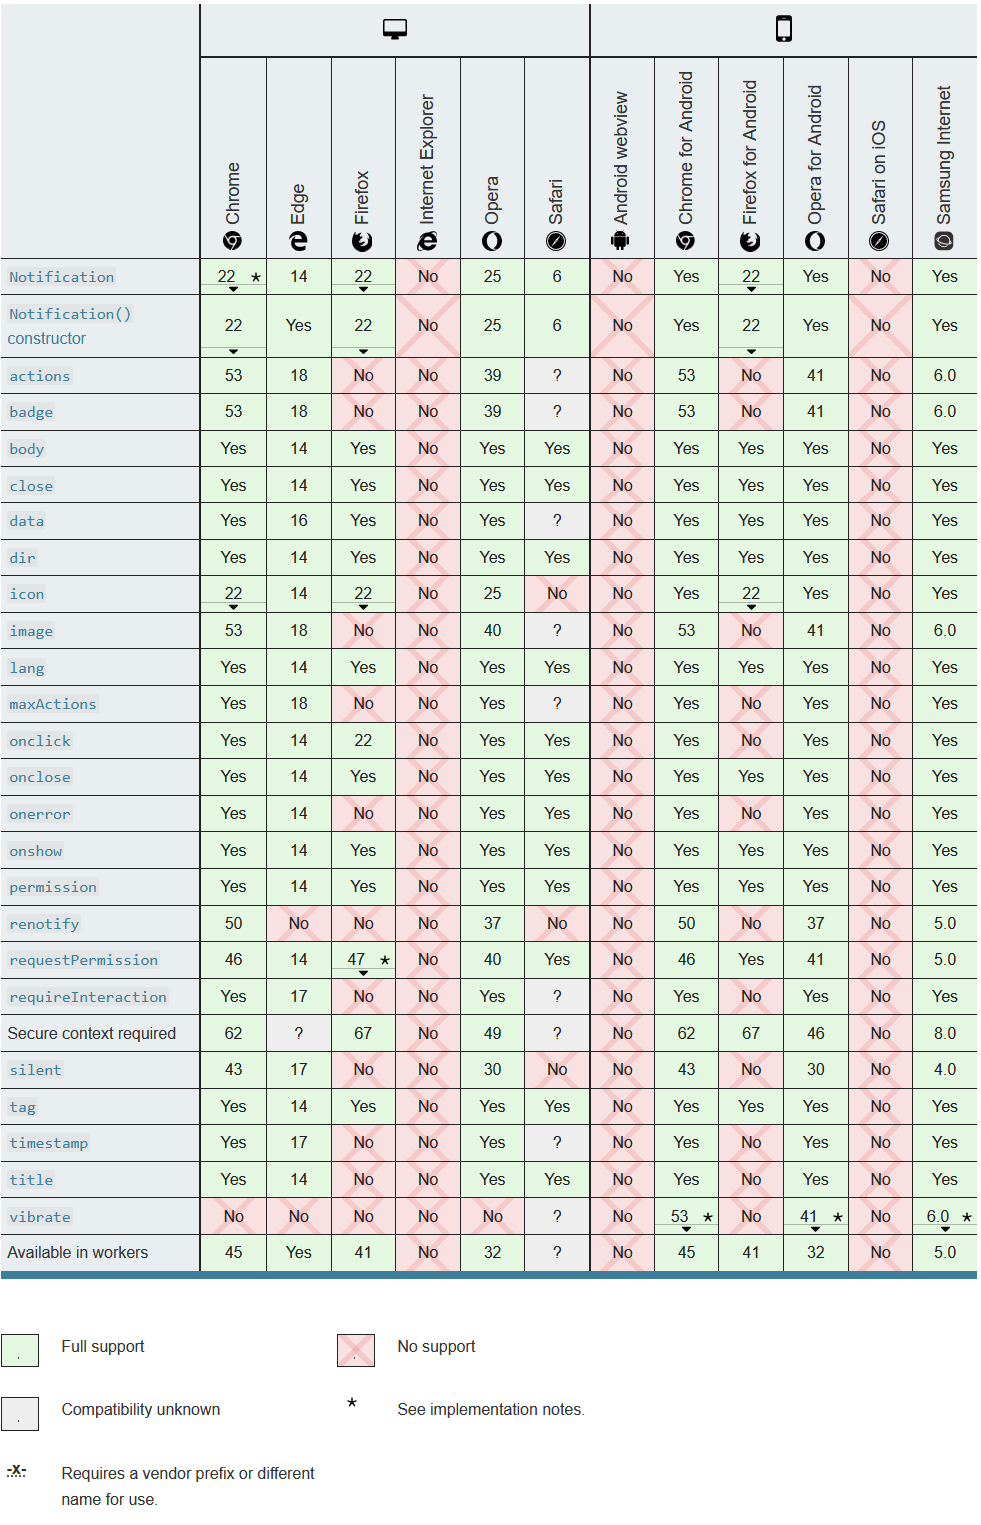 Chrome Edge Firefox Internet Explorer Opera Safari Android webview Chrome for Android Firefox for Android Opera for Android Safari on iOS Samsung Internet
Notification 22 * 14 22 No 25 6 No Yes 22 Yes No Yes
Notification()
constructor 22 Yes 22 No 25 6 No Yes 22 Yes No Yes
actions 53 18 No No 39 ? No 53 No 41 No 6.0
badge 53 18 No No 39 ? No 53 No 41 No 6.0
body Yes 14 Yes No Yes Yes No Yes Yes Yes No Yes
close Yes 14 Yes No Yes Yes No Yes Yes Yes No Yes
data Yes 16 Yes No Yes ? No Yes Yes Yes No Yes
dir Yes 14 Yes No Yes Yes No Yes Yes Yes No Yes
icon 22 14 22 No 25 No No Yes 22 Yes No Yes
image 53 18 No No 40 ? No 53 No 41 No 6.0
lang Yes 14 Yes No Yes Yes No Yes Yes Yes No Yes
maxActions Yes 18 No No Yes ? No Yes No Yes No Yes
onclick Yes 14 22 No Yes Yes No Yes No Yes No Yes
onclose Yes 14 Yes No Yes Yes No Yes Yes Yes No Yes
onerror Yes 14 No No Yes Yes No Yes No Yes No Yes
onshow Yes 14 Yes No Yes Yes No Yes Yes Yes No Yes
permission Yes 14 Yes No Yes Yes No Yes Yes Yes No Yes
renotify 50 No No No 37 No No 50 No 37 No 5.0
requestPermission 46 14 47 * No 40 Yes No 46 Yes 41 No 5.0
requireInteraction Yes 17 No No Yes ? No Yes No Yes No Yes
Secure context required 62 ? 67 No 49 ? No 62 67 46 No 8.0
silent 43 17 No No 30 No No 43 No 30 No 4.0
tag Yes 14 Yes No Yes Yes No Yes Yes Yes No Yes
timestamp Yes 17 No No Yes ? No Yes No Yes No Yes
title Yes 14 No No Yes Yes No Yes No Yes No Yes
vibrate No No No No No ? No 53 * No 41 * No 6.0 *
Available in workers 45 Yes 41 No 32 ? No 45 41 32 No 5.0
Full support
No support
Compatibility unknown
* See implementation notes.
-x- Requires a vendor prefix or different
name for use.